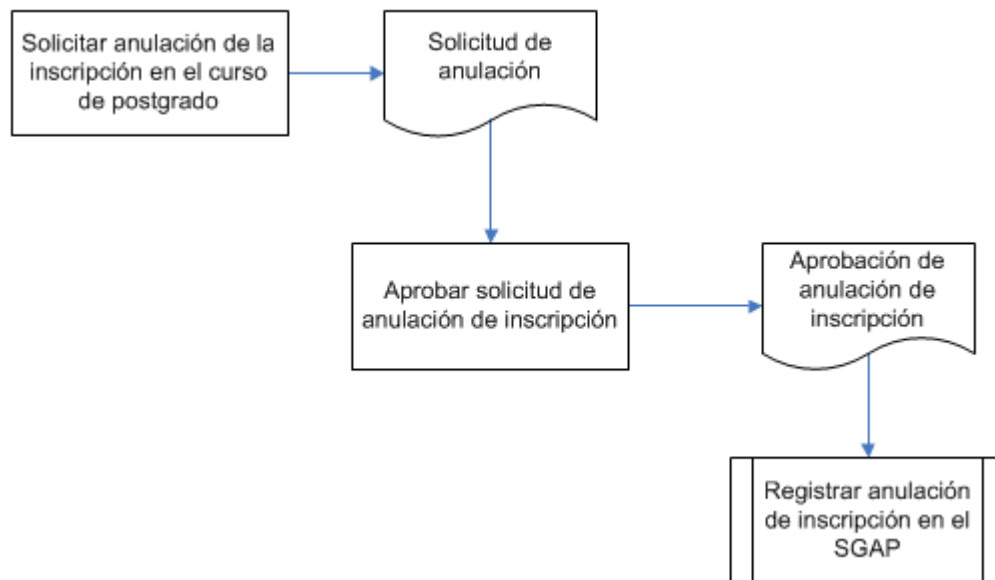 Solicitar anulación de la
inscripción en el curso
de postgrado
Solicitud de
anulación
Aprobar solicitud de
anulación de inscripción
Aprobación de
anulación de
inscripción
Registrar anulación
de inscripción en el
SGAP